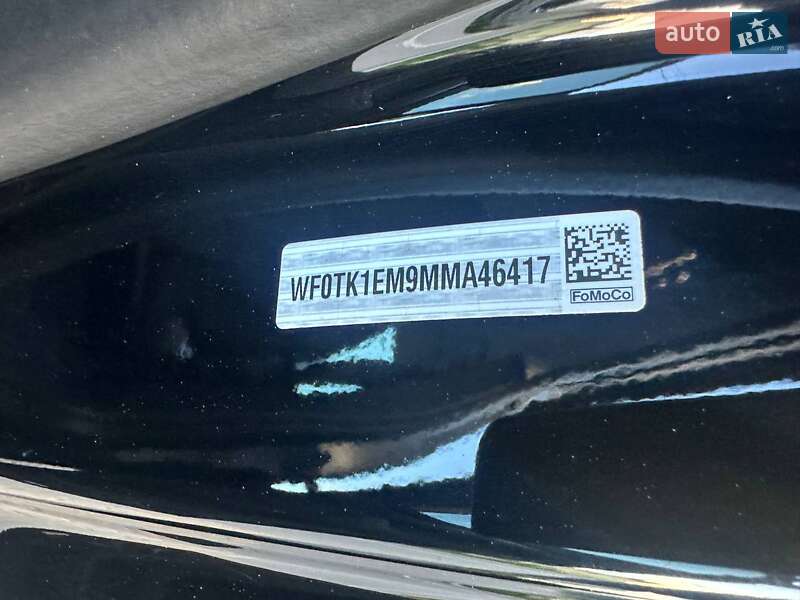 auto RIA
.com
WF0TK1EM9MMA46417
FoMoCo